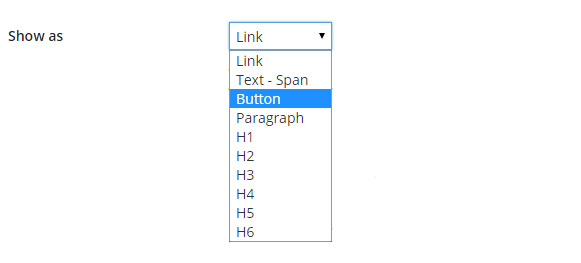 Show as
Link
Link
Text - Span
Button
Paragraph
H1
H2
H3
H4
H5
H6